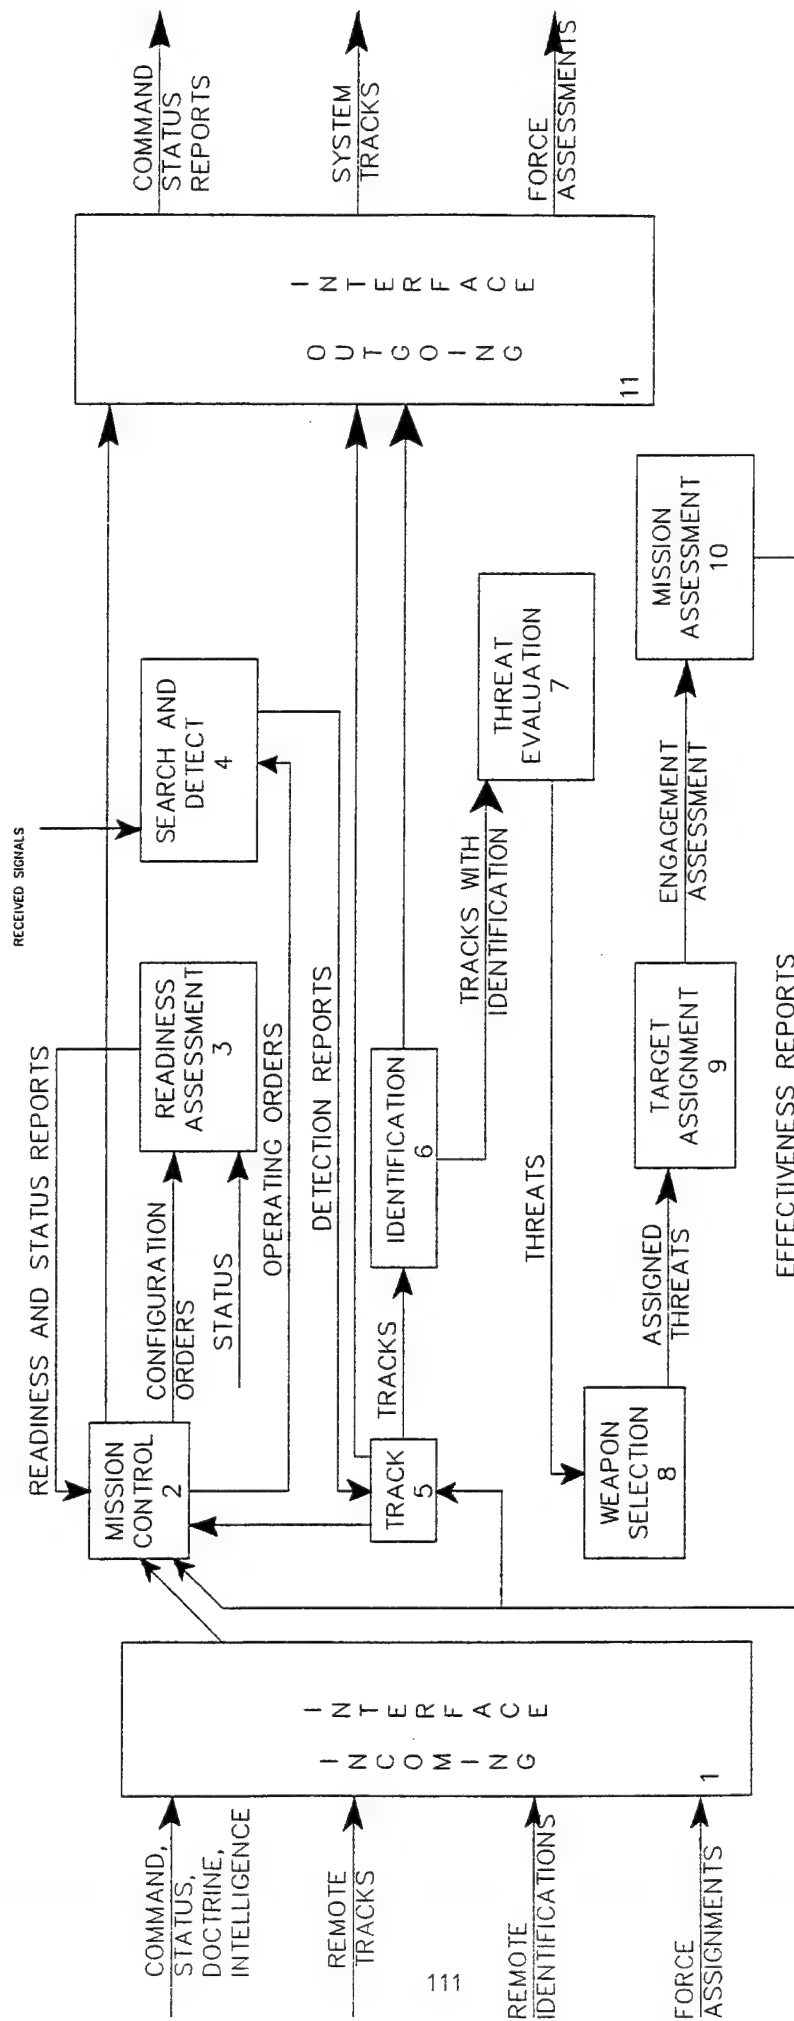 COMMAND,
STATUS,
DOCTRINE,
INTELLIGENCE
REMOTE
TRACKS
REMOTE
IDENTIFICATIONS
FORCE
ASSIGNMENTS
INTERFACE
INCOMING
1
READINESS AND STATUS REPORTS
MISSION
CONTROL
2
CONFIGURATION
ORDERS
STATUS
READINESS
ASSESSMENT
3
RECEIVED SIGNALS
SEARCH AND
DETECT
4
OPERATING ORDERS
DETECTION REPORTS
TRACK
5
TRACKS
IDENTIFICATION
6
TRACKS WITH
IDENTIFICATION
THREAT
EVALUATION
7
THREATS
WEAPON
SELECTION
8
ASSIGNED
THREATS
TARGET
ASSIGNMENT
9
ENGAGEMENT
ASSESSMENT
MISSION
ASSESSMENT
10
EFFECTIVENESS REPORTS
INTERFACE
OUTGOING
11
COMMAND
STATUS
REPORTS
SYSTEM
TRACKS
FORCE
ASSESSMENTS
111